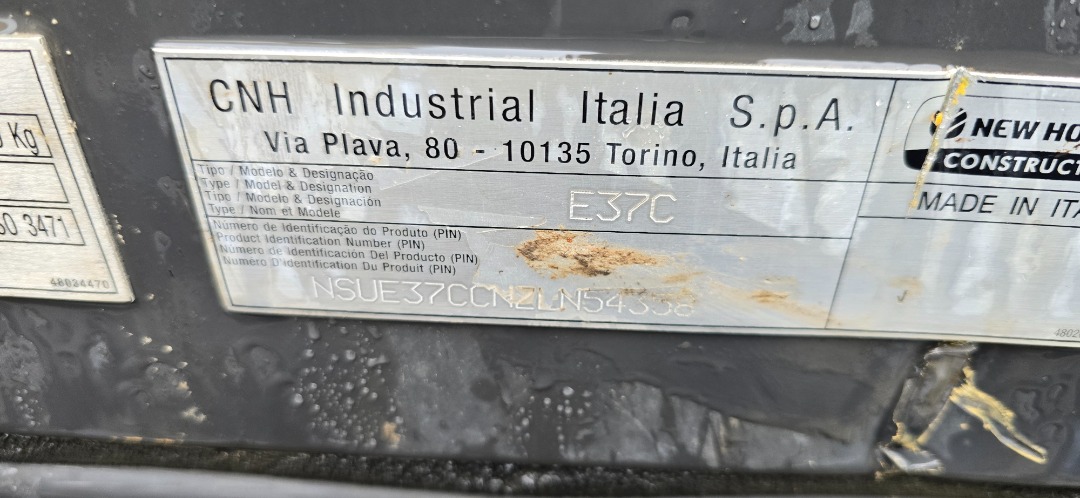 Kg
SO 3471
48024470
CNH Industrial Italia S.p.A.
Via Plava, 80 - 10135 Torino, Italia
Tipo / Modelo & Designação
Type / Model & Designation
Tipo / Modelo & Designación
Type / Nom et Modele
E37C
Número de Identificação do Produto (PIN)
Product Identification Number (PIN)
Número de Identificación Del Producto (PIN)
Numéro D'Identification Du Produit (PIN)
NEW HO
CONSTRUCT
MADE IN ITA